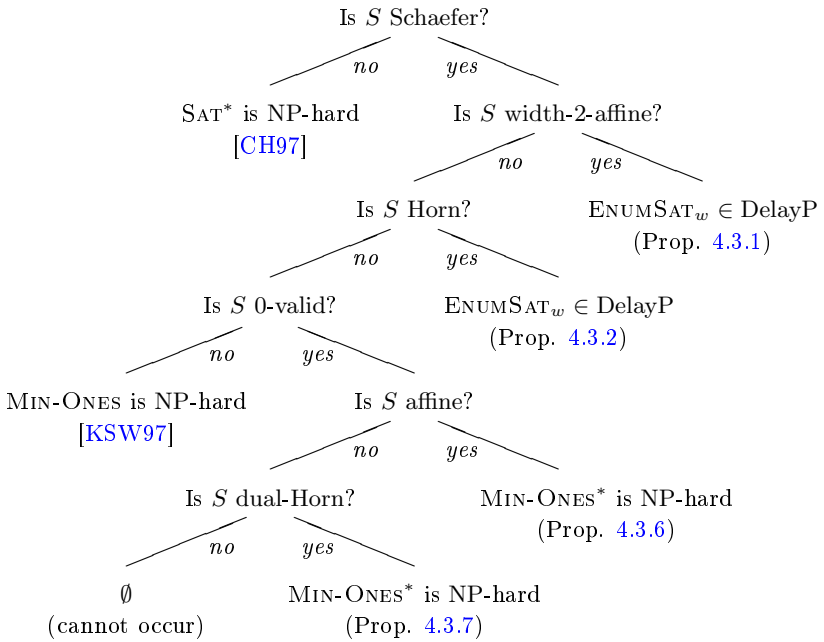 Is S Schaefer?
no yes
SAT* is NP-hard
[CH97]
Is S width-2-affine?
no yes
Is S Horn?
ENUMSATw ∈ DelayP
(Prop. 4.3.1)
no yes
Is S 0-valid?
ENUMSATw ∈ DelayP
(Prop. 4.3.2)
no yes
MIN-ONES is NP-hard
[KSW97]
Is S affine?
no yes
Is S dual-Horn?
MIN-ONES* is NP-hard
(Prop. 4.3.6)
no yes
∅
(cannot occur)
MIN-ONES* is NP-hard
(Prop. 4.3.7)